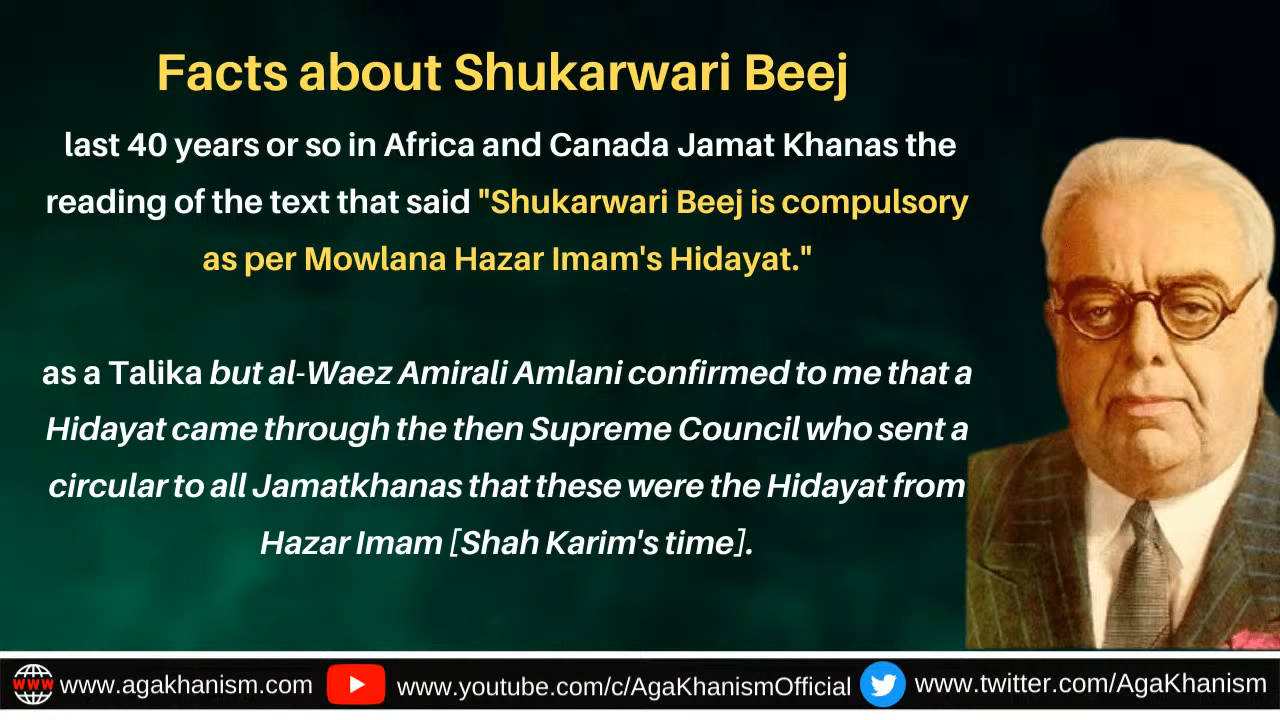 Facts about Shukarwari Beej
last 40 years or so in Africa and Canada Jamat Khanas the
reading of the text that said "Shukarwari Beej is compulsory
as per Mowlana Hazar Imam's Hidayat."
as a Talika but al-Waez Amirali Amlani confirmed to me that a
Hidayat came through the then Supreme Council who sent a
circular to all Jamatkhanas that these were the Hidayat from
Hazar Imam [Shah Karim's time].
WWW www.agakhanism.com www.youtube.com/c/AgaKhanismOfficial www.twitter.com/AgaKhanism